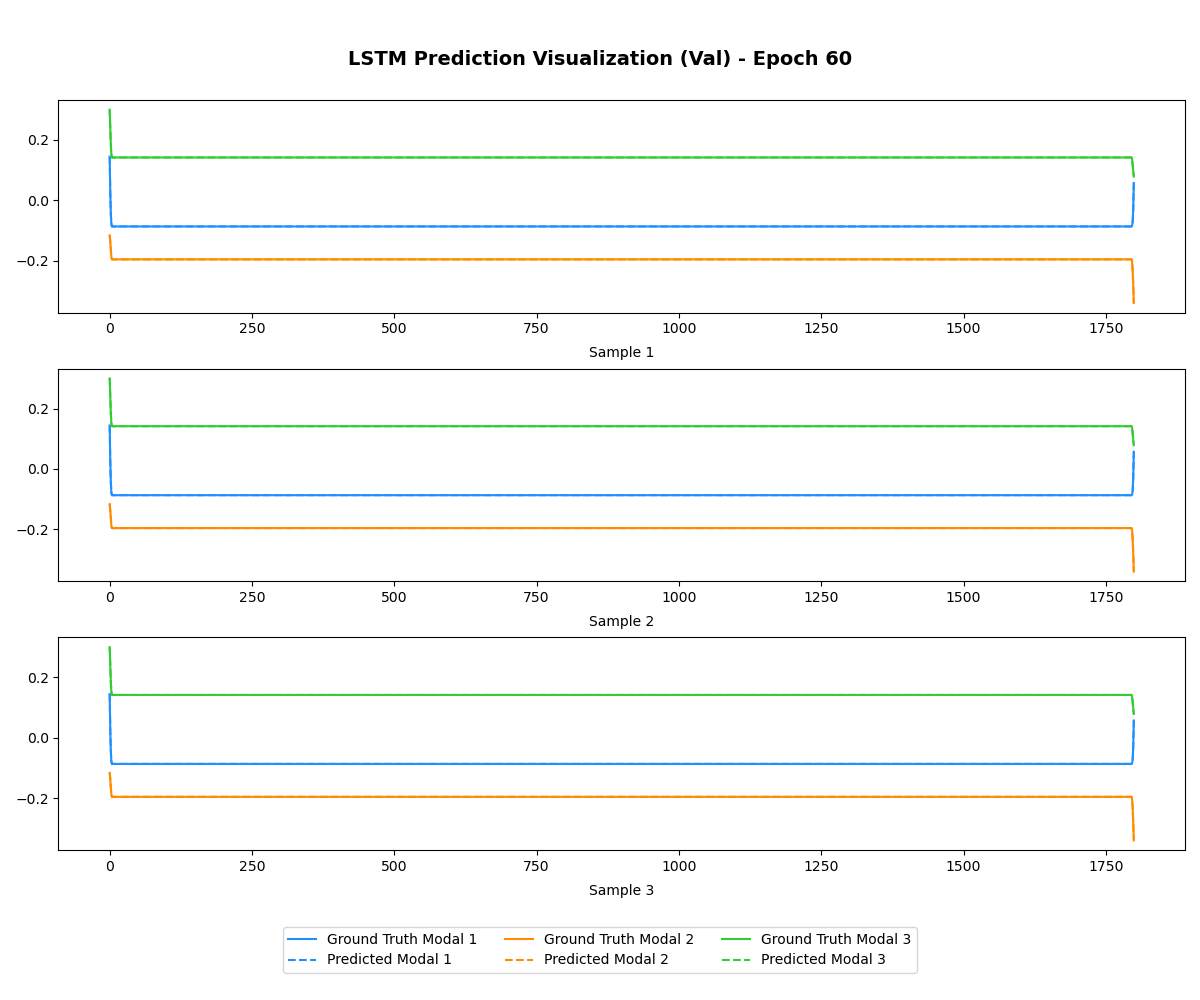 LSTM Prediction Visualization (Val) - Epoch 60
0.2
0.0
−0.2
0 250 500 750 1000 1250 1500 1750
Sample 1
0.2
0.0
−0.2
0 250 500 750 1000 1250 1500 1750
Sample 2
0.2
0.0
−0.2
0 250 500 750 1000 1250 1500 1750
Sample 3
Ground Truth Modal 1 Ground Truth Modal 2 Ground Truth Modal 3
Predicted Modal 1 Predicted Modal 2 Predicted Modal 3